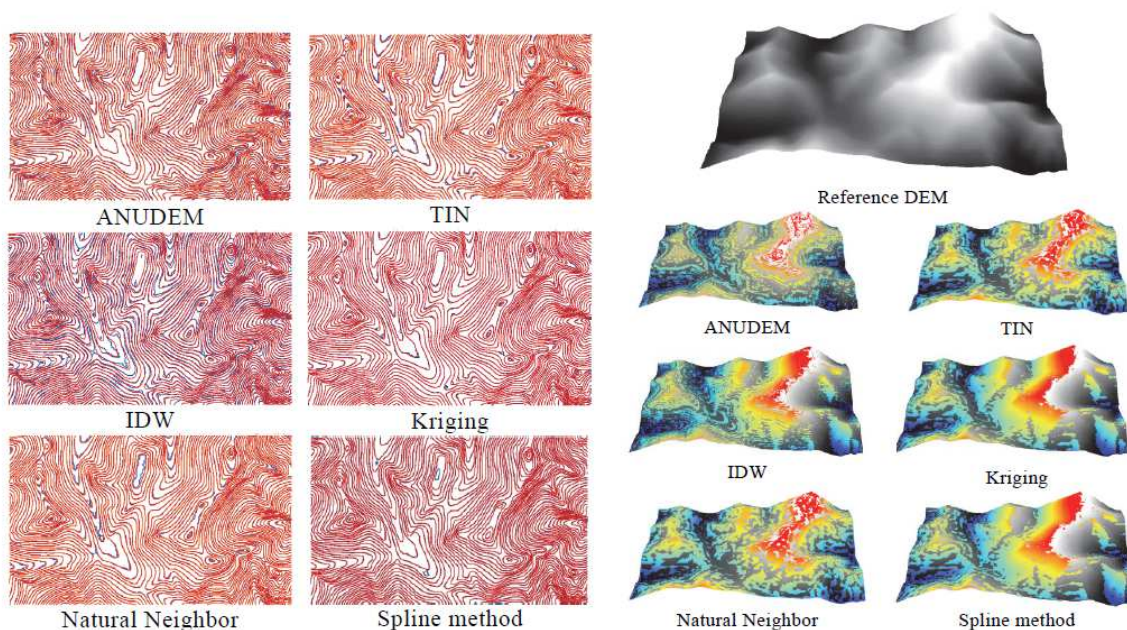 ANUDEM
TIN
IDW
Kriging
Natural Neighbor
Spline method
Reference DEM
ANUDEM
TIN
IDW
Kriging
Natural Neighbor
Spline method